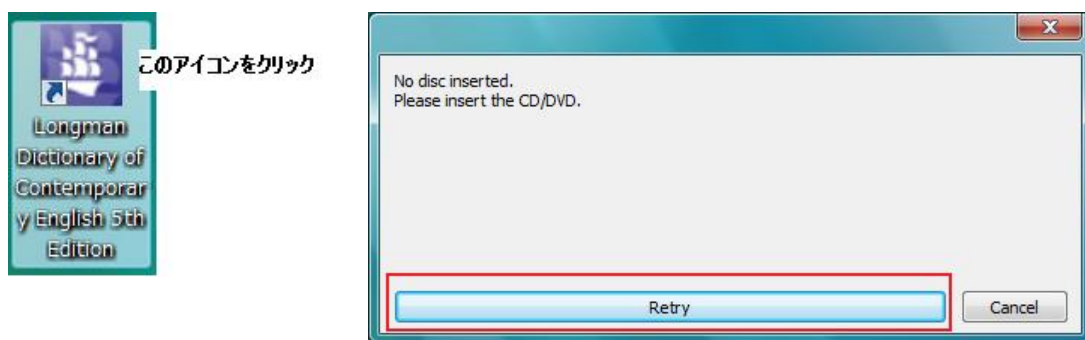 このアイコンをクリック
Longman
Dictionary of
Contemporar
y English 5th
Edition
X
No disc inserted.
Please insert the CD/DVD.
Retry
Cancel